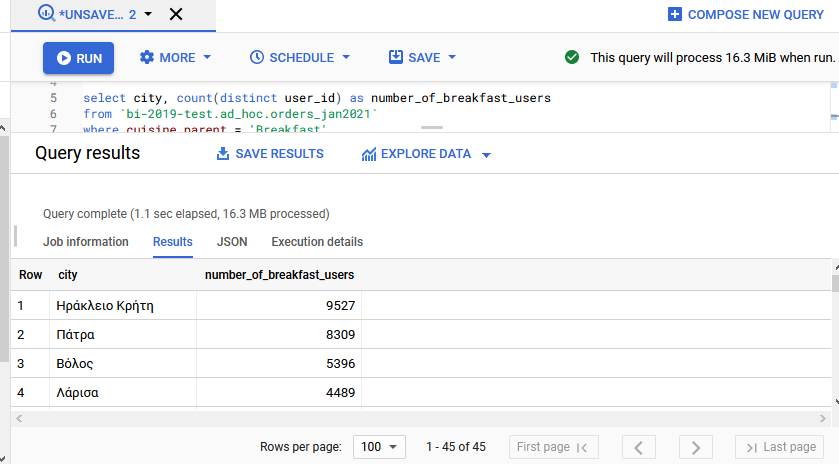 *UNSAVE... 2
COMPOSE NEW QUERY
RUN MORE SCHEDULE SAVE This query will process 16.3 MiB when run.
4
5 select city, count(distinct user_id) as number_of_breakfast_users
6 from `bi-2019-test.ad_hoc.orders_jan2021`
7 where cuisine_parent = 'Breakfast'
Query results SAVE RESULTS EXPLORE DATA
Query complete (1.1 sec elapsed, 16.3 MB processed)
Job information Results JSON Execution details
Row city number_of_breakfast_users
1 Ηράκλειο Κρήτη 9527
2 Πάτρα 8309
3 Βόλος 5396
4 Λάρισα 4489
Rows per page: 100 1 - 45 of 45 First page Last page